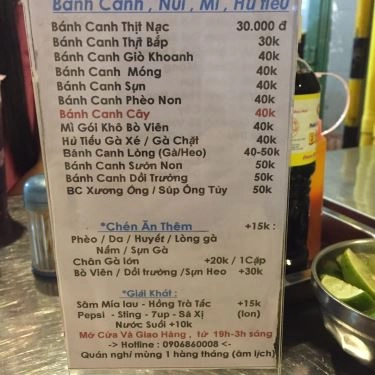 Bánh Canh , Nui , Mì , Hủ tiếu
Bánh Canh Thịt Nạc 30.000 đ
Bánh Canh Thịt Bắp 30k
Bánh Canh Giò Khoanh 40k
Bánh Canh Móng 40k
Bánh Canh Sụn 40k
Bánh Canh Phèo Non 40k
Bánh Canh Cây 40k
Mì Gói Khô Bò Viên 40k
Hủ Tiếu Gà Xé / Gà Chặt 40k
Bánh Canh Lòng (Gà/Heo) 40-50k
Bánh Canh Sườn Non 50k
Bánh Canh Dồi Trường 50k
BC Xương Ống / Súp Ống Tủy 50k
*Chén Ăn Thêm +15k :
Phèo / Da / Huyết / Lòng gà
Nấm / Sụn Gà
Chân Gà lớn +20k / 1Cặp
Bò Viên / Dồi trường /Sụn Heo +30k
*Giải Khát :
Sâm Mía lau - Hồng Trà Tắc +15k
Pepsi - Sting - 7up - Sá Xị (lon)
Nước Suối +10k
Mở Cửa Và Giao Hàng , từ 19h-3h sáng
-> Hotline : 0906860008 <-
Quán nghỉ mùng 1 hàng tháng (âm lịch)